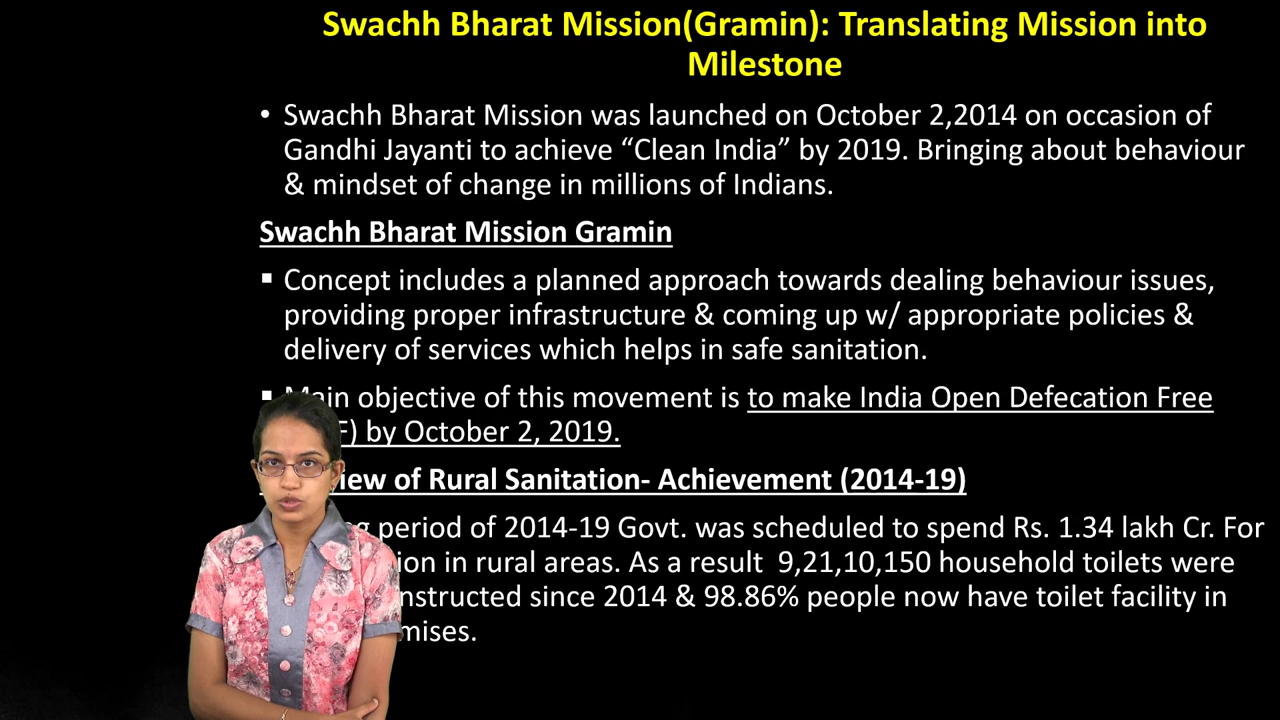 Swachh Bharat Mission(Gramin): Translating Mission into
Milestone
• Swachh Bharat Mission was launched on October 2,2014 on occasion of
Gandhi Jayanti to achieve “Clean India” by 2019. Bringing about behaviour
& mindset of change in millions of Indians.
Swachh Bharat Mission Gramin
▪ Concept includes a planned approach towards dealing behaviour issues,
providing proper infrastructure & coming up w/ appropriate policies &
delivery of services which helps in safe sanitation.
▪ Main objective of this movement is to make India Open Defecation Free
F) by October 2, 2019.
iew of Rural Sanitation- Achievement (2014-19)
period of 2014-19 Govt. was scheduled to spend Rs. 1.34 lakh Cr. For
ion in rural areas. As a result 9,21,10,150 household toilets were
nstructed since 2014 & 98.86% people now have toilet facility in
mises.